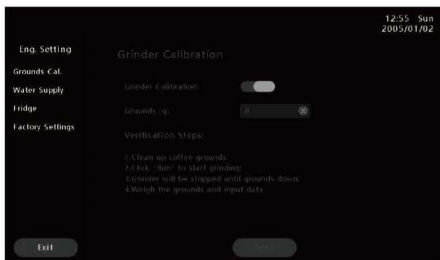 12:55 Sun
2005/01/02
Eng. Setting
Grinder Calibration
Grounds Cal.
Water Supply
Grinder Calibration:
Fridge
Grounds (g):
Factory Settings
Verification Steps:
1.Clean up coffee grounds
2.Click "Run" to start grinding;
3.Grinder will be stopped until grounds down;
4.Weigh the grounds and input data
Exit